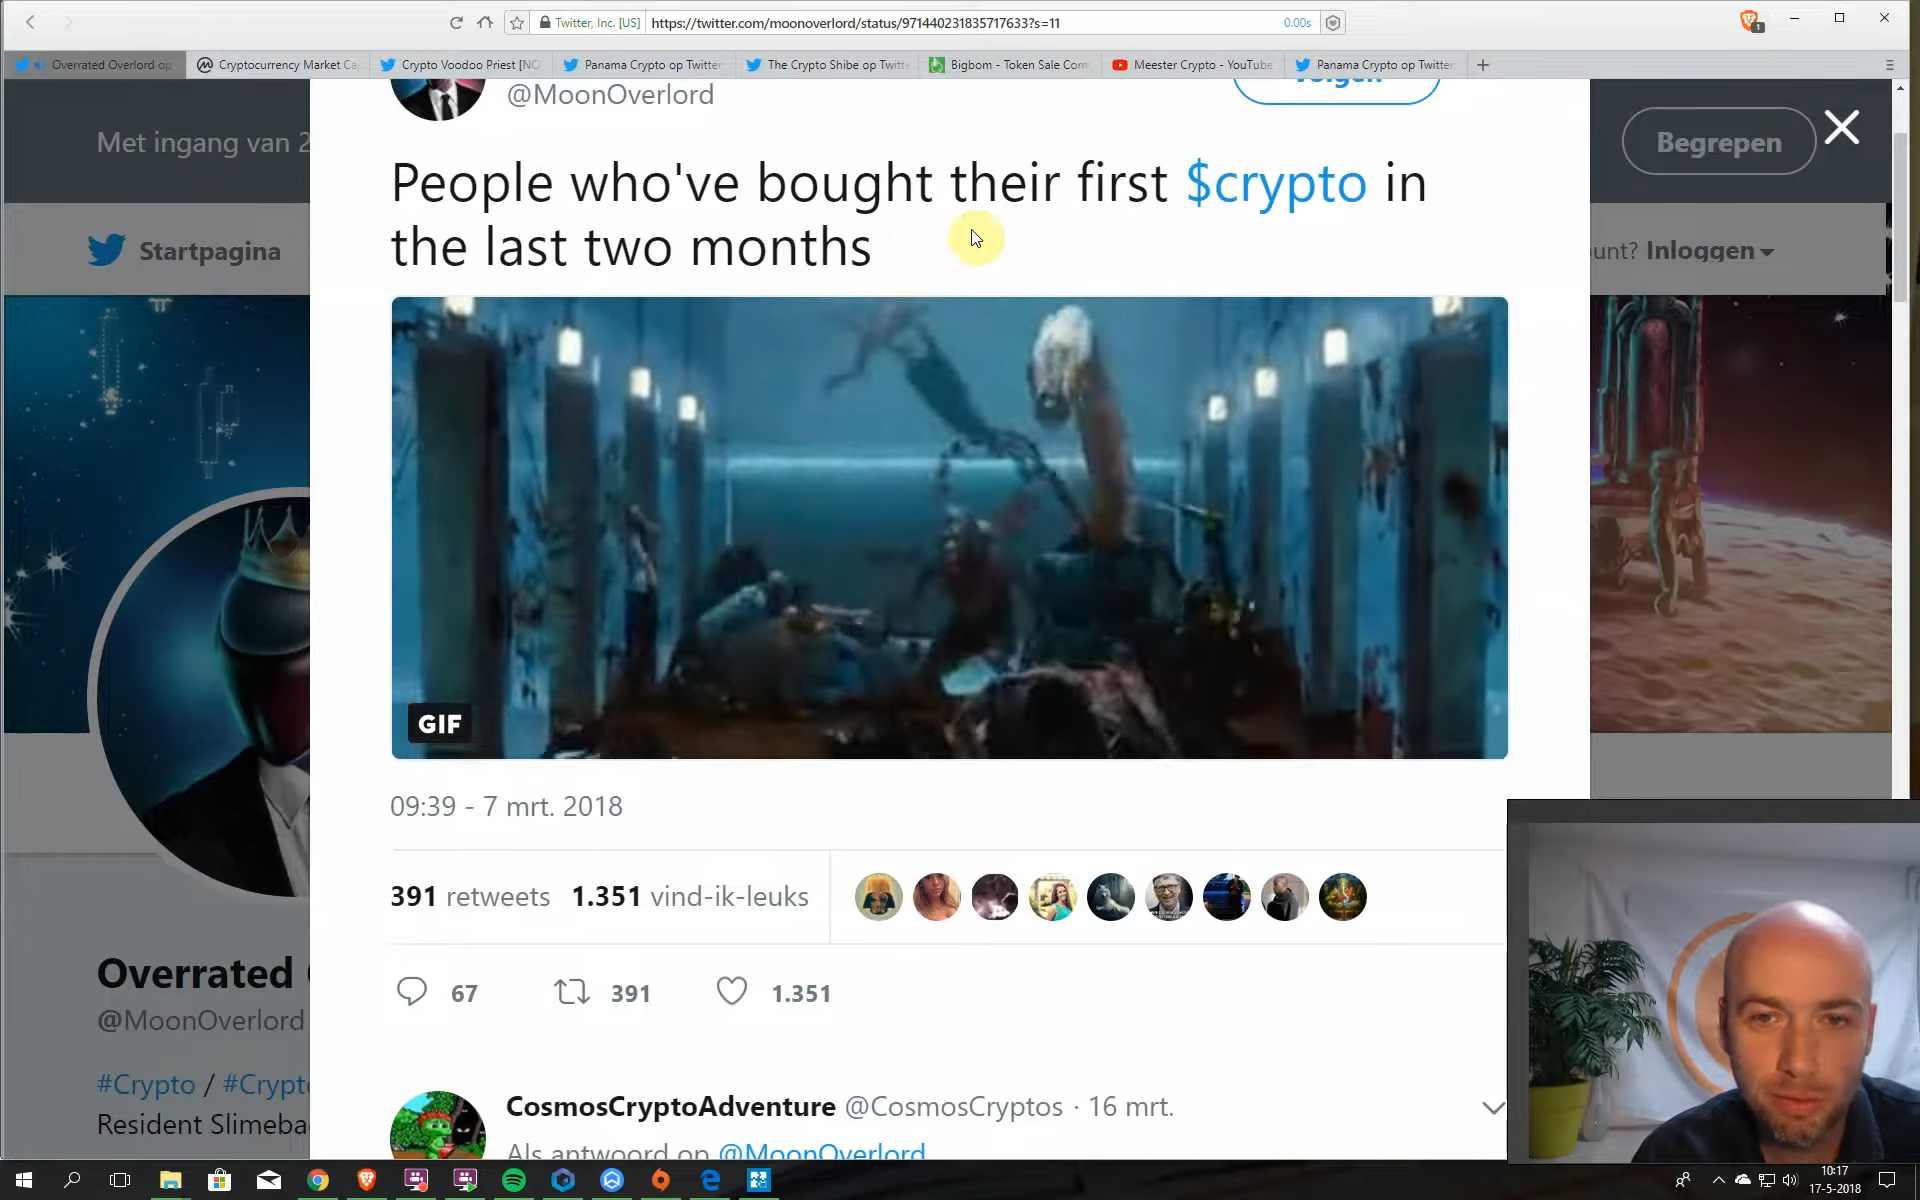 Twitter, Inc. [US]
https://twitter.com/moonoverlord/status/971440231835717633?s=11
0.00s
1
Overrated Overlord op
Cryptocurrency Market Ca
Crypto Voodoo Priest [NO
Panama Crypto op Twitter
The Crypto Shibe op Twitt
Bigbom - Token Sale Com
Meester Crypto - YouTube
Panama Crypto op Twitter
@MoonOverlord
Volgen
Met ingang van 2
Begrepen
People who've bought their first $crypto in
the last two months
Startpagina
unt? Inloggen
GIF
09:39 - 7 mrt. 2018
391 retweets 1.351 vind-ik-leuks
67 391 1.351
Overrated
@MoonOverlord
#Crypto / #Crypt
Resident Slimeba
CosmosCryptoAdventure @CosmosCryptos · 16 mrt.
Als antwoord op @MoonOverlord
10:17
17-5-2018